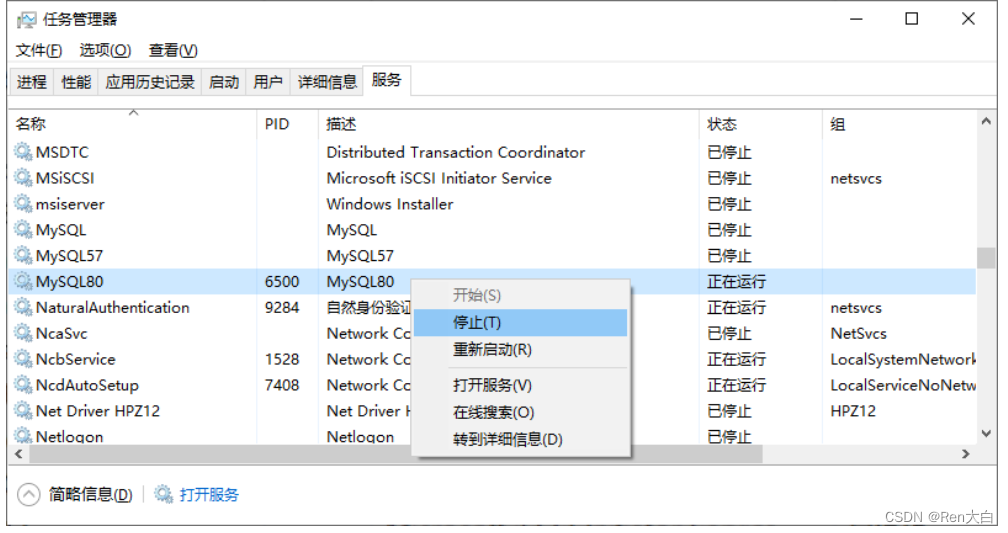 任务管理器
文件(F) 选项(O) 查看(V)
进程 性能 应用历史记录 启动 用户 详细信息 服务
名称 PID 描述 状态 组
MSDTC Distributed Transaction Coordinator 已停止
MSiSCSI Microsoft iSCSI Initiator Service 已停止 netsvcs
msiserver Windows Installer 已停止
MySQL MySQL 已停止
MySQL57 MySQL57 已停止
MySQL80 6500 MySQL80 正在运行
NaturalAuthentication 9284 自然身份验证 正在运行 netsvcs
NcaSvc Network Co 已停止 NetSvcs
NcbService 1528 Network Co 正在运行 LocalSystemNetwork
NcdAutoSetup 7408 Network Co 正在运行 LocalServiceNoNetw
Net Driver HPZ12 Net Driver H 已停止 HPZ12
Netlogon Netlogon 已停止
开始(S)
停止(T)
重新启动(R)
打开服务(V)
在线搜索(O)
转到详细信息(D)
简略信息(D) 打开服务
CSDN @Ren大白